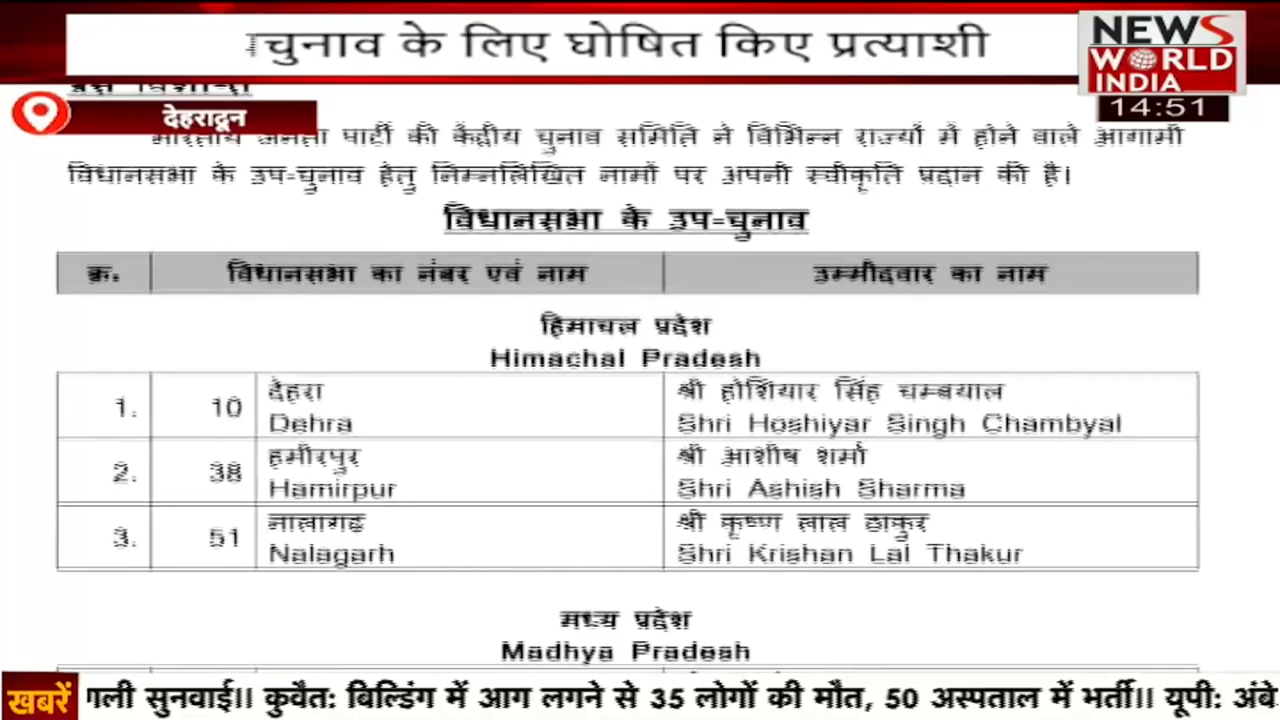 चुनाव के लिए घोषित किए प्रत्याशी
NEWS
WORLD
INDIA
14:51
देहरादून
भारतीय जनता पार्टी की केंद्रीय चुनाव समिति ने विभिन्न राज्यों में होने वाले आगामी
विधानसभा के उप-चुनाव हेतु निम्नलिखित नामों पर अपनी स्वीकृति प्रदान की है।
विधानसभा के उप-चुनाव
क्र. विधानसभा का नंबर एवं नाम उम्मीदवार का नाम
हिमाचल प्रदेश
Himachal Pradesh
1. 10 देहरा श्री होशियार सिंह चम्बयाल
Dehra Shri Hoshiyar Singh Chambyal
2. 38 हमीरपुर श्री आशीष शर्मा
Hamirpur Shri Ashish Sharma
3. 51 नालागढ़ श्री कृष्ण लाल ठाकुर
Nalagarh Shri Krishan Lal Thakur
मध्य प्रदेश
Madhya Pradesh
खबरें गली सुनवाई।। कुवैत: बिल्डिंग में आग लगने से 35 लोगों की मौत, 50 अस्पताल में भर्ती।। यूपी: अंबे